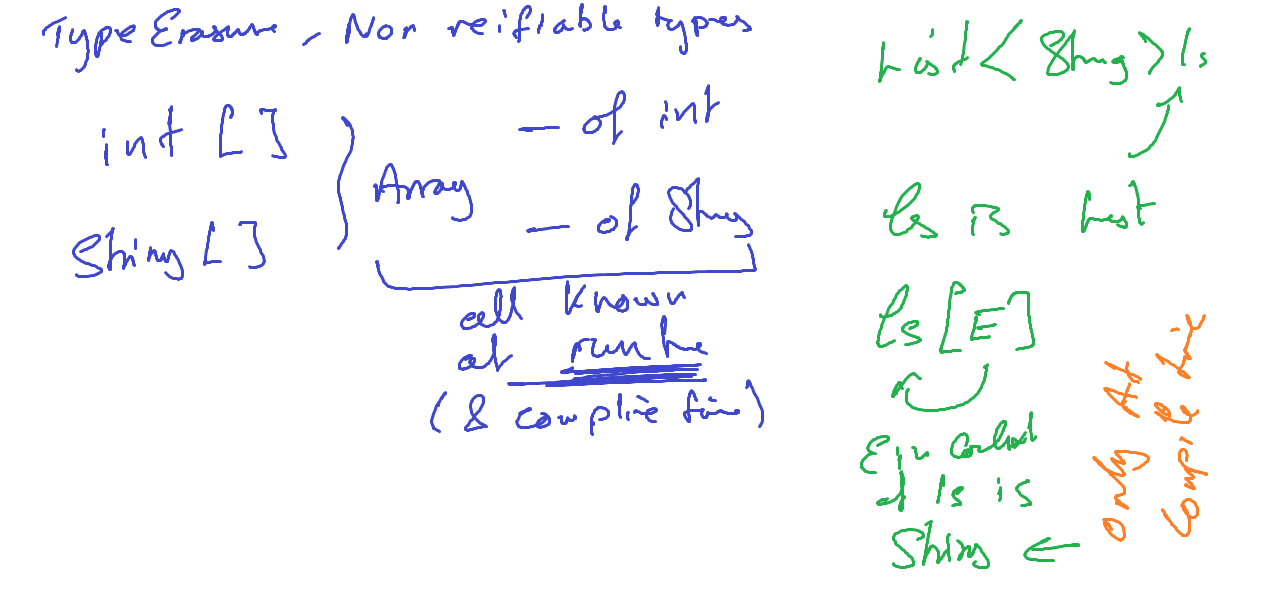 Type Erasure, Non reifiable types
int [ ]
String [ ]
Array
— of int
— of String
all known
at runtime
(& complie time)
List < String > ls
ls is List
ls [E]
E in context
of ls is
String ←
only At
Compile time